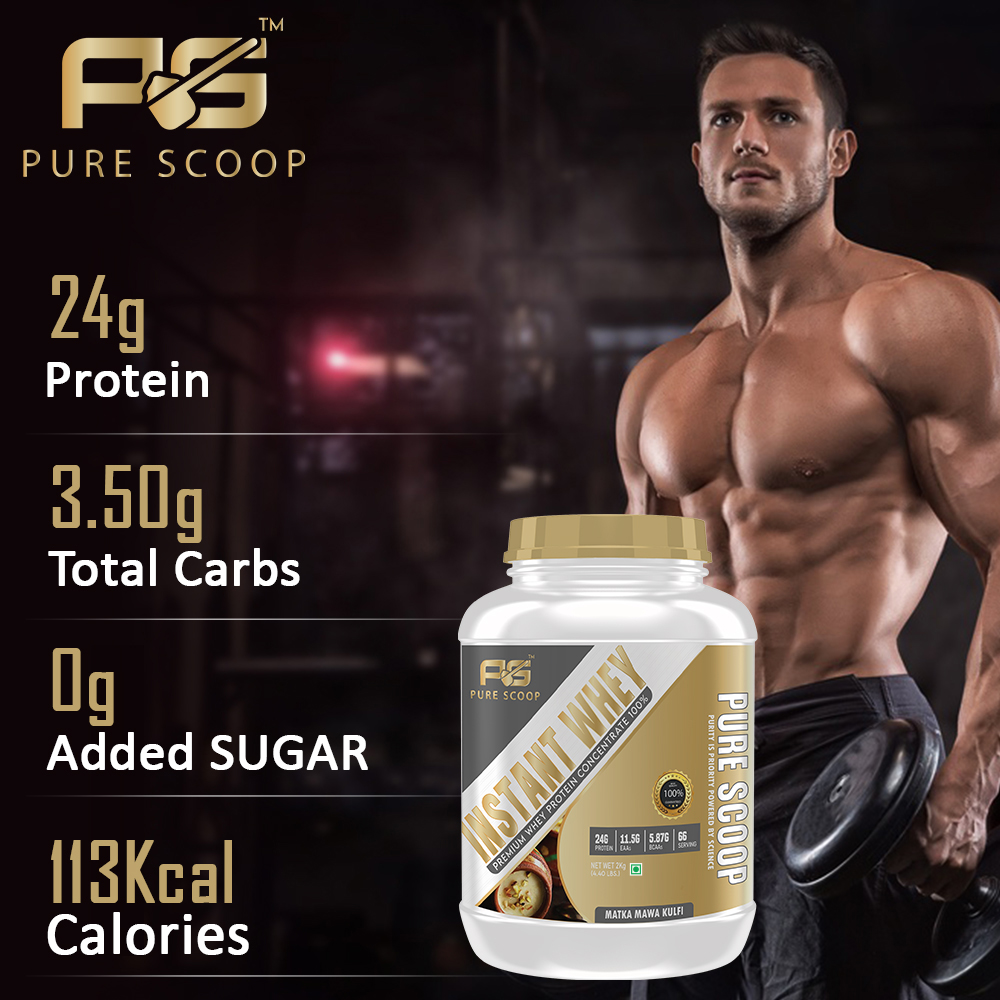 PS™
PURE SCOOP
24g
Protein
3.50g
Total Carbs
0g
Added SUGAR
113Kcal
Calories
PS™
PURE SCOOP
INSTANT WHEY
PREMIUM WHEY PROTEIN CONCENTRATE 100%
100%
24G
PROTEIN
11.5G
EAAs
5.87G
BCAAs
66
SERVING
NET WET 2Kg
(4.40 LBS.)
MATKA MAWA KULFI
PURE SCOOP
PURITY IS PRIORITY POWERED BY SCIENCE